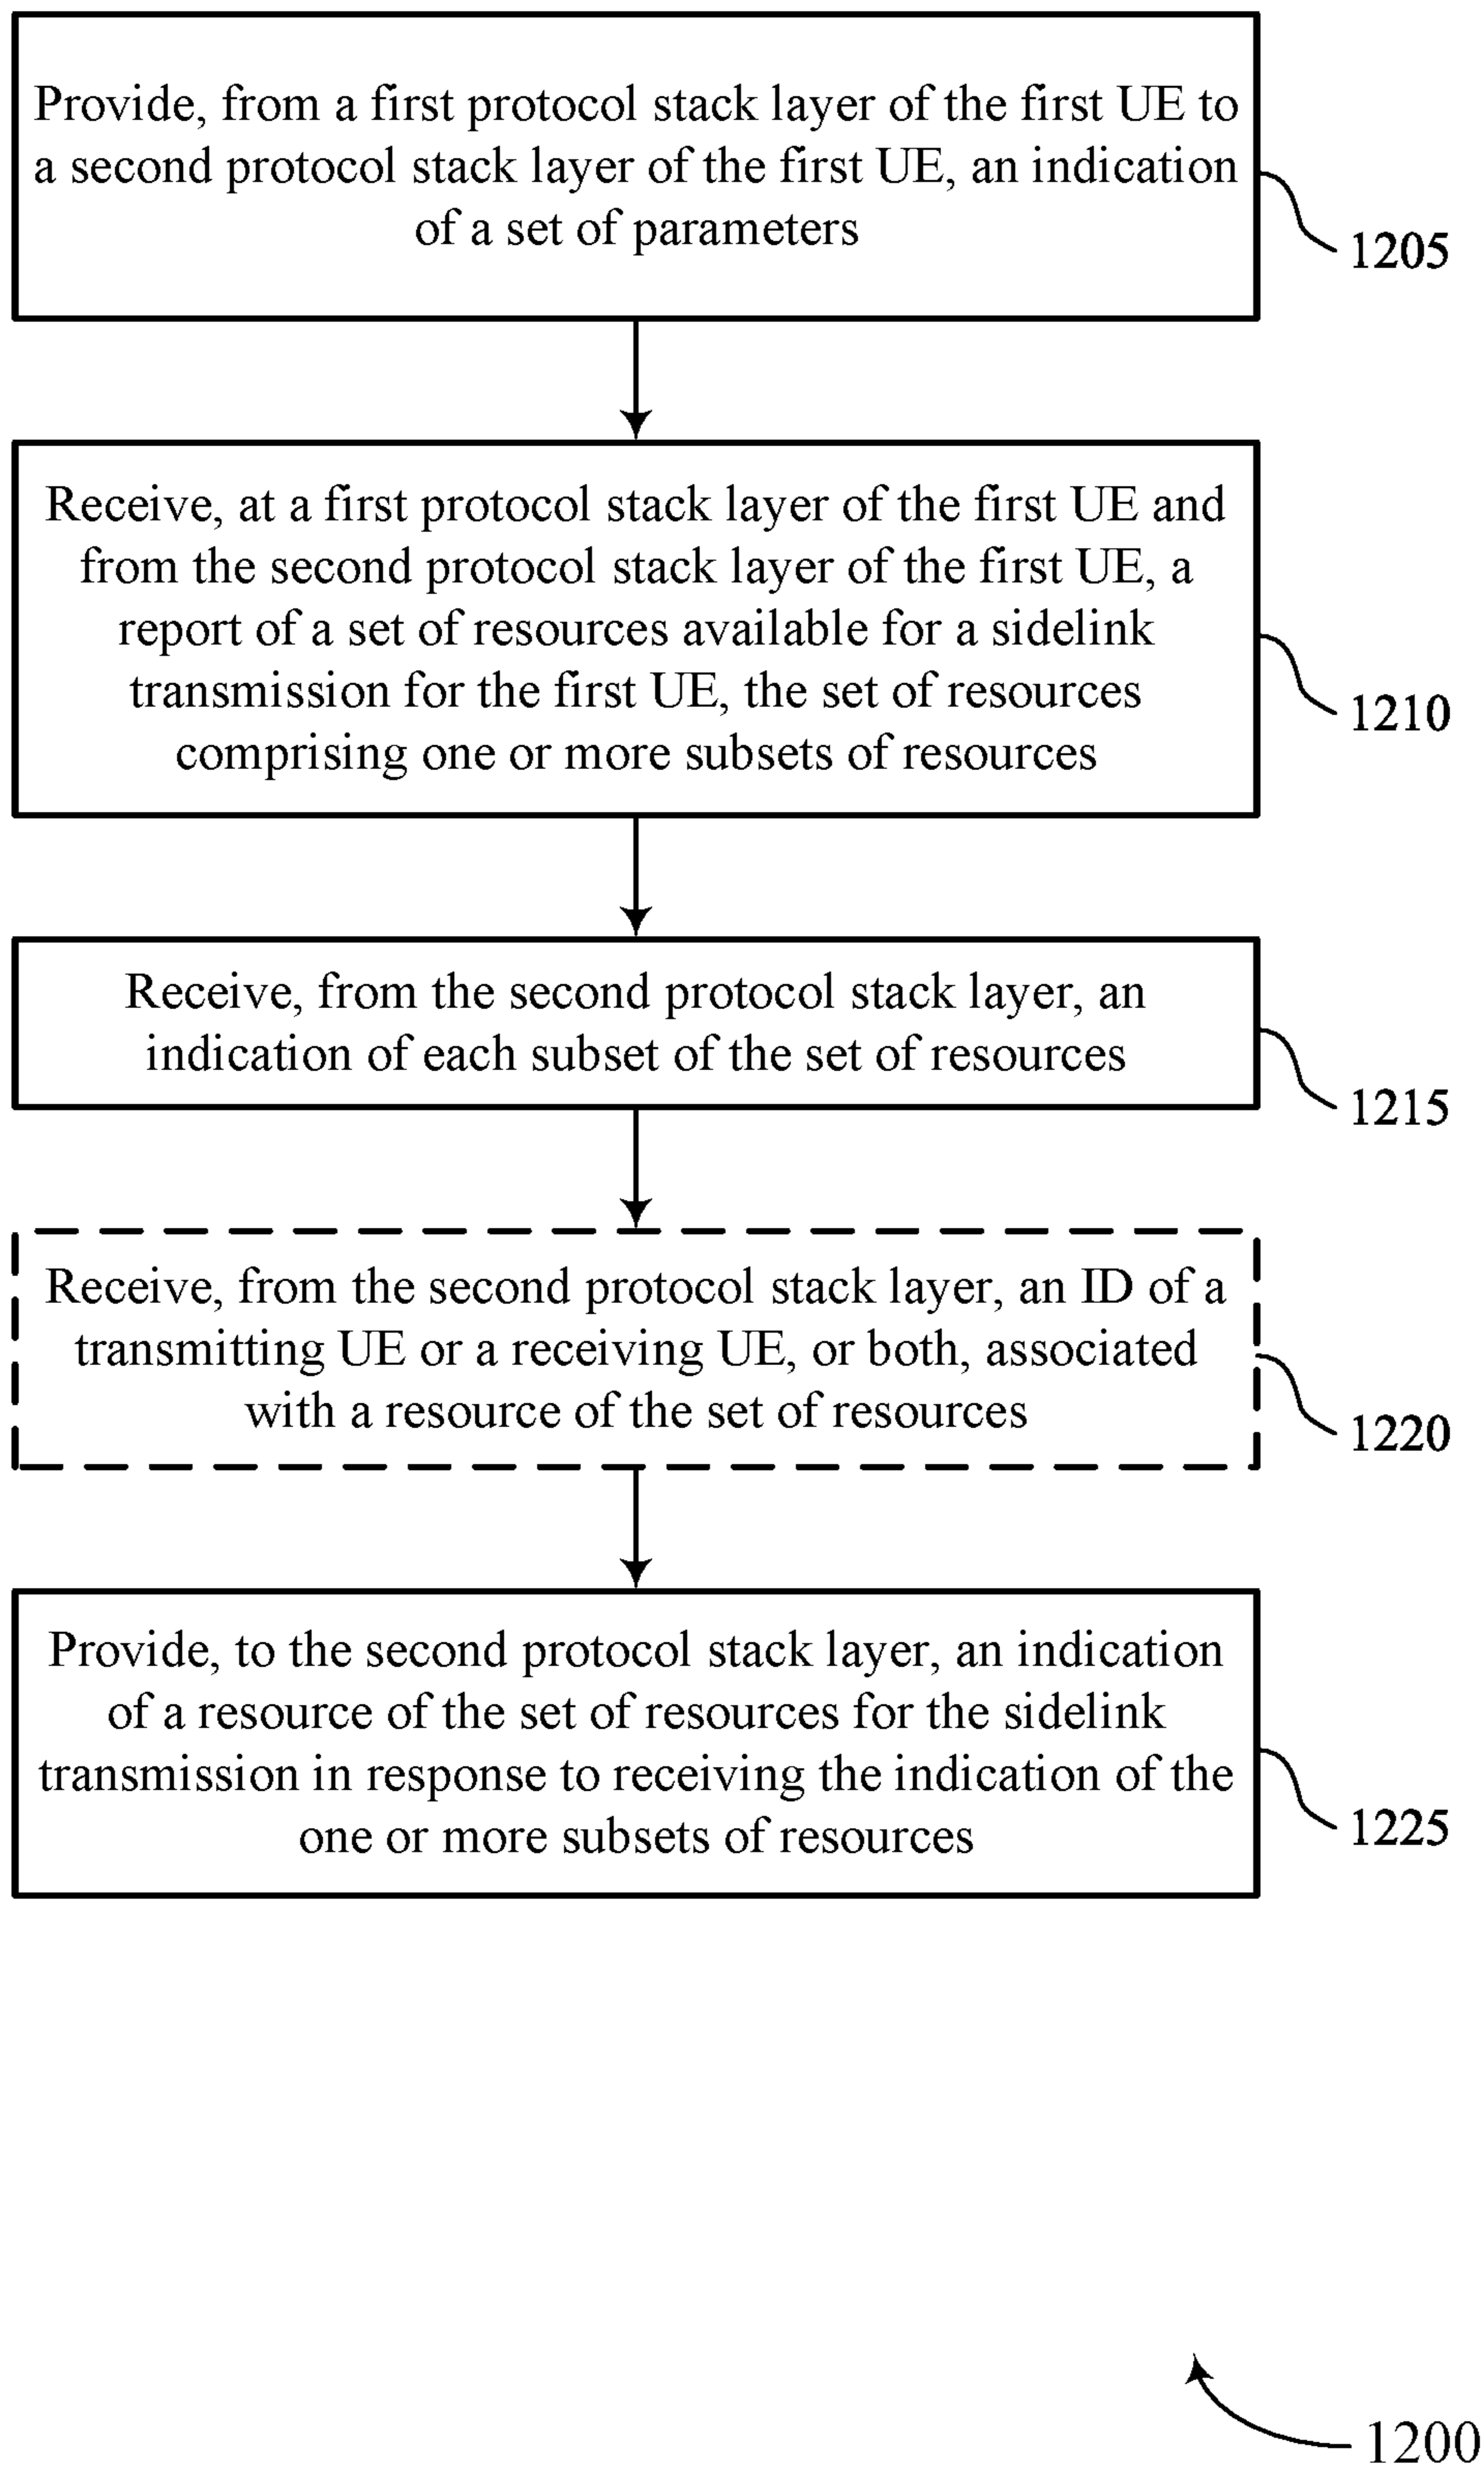 Provide, from a first protocol stack layer of the first UE to
a second protocol stack layer of the first UE, an indication
of a set of parameters
1205
Receive, at a first protocol stack layer of the first UE and
from the second protocol stack layer of the first UE, a
report of a set of resources available for a sidelink
transmission for the first UE, the set of resources
comprising one or more subsets of resources
1210
Receive, from the second protocol stack layer, an
indication of each subset of the set of resources
1215
Receive, from the second protocol stack layer, an ID of a
transmitting UE or a receiving UE, or both, associated
with a resource of the set of resources
1220
Provide, to the second protocol stack layer, an indication
of a resource of the set of resources for the sidelink
transmission in response to receiving the indication of the
one or more subsets of resources
1225
1200